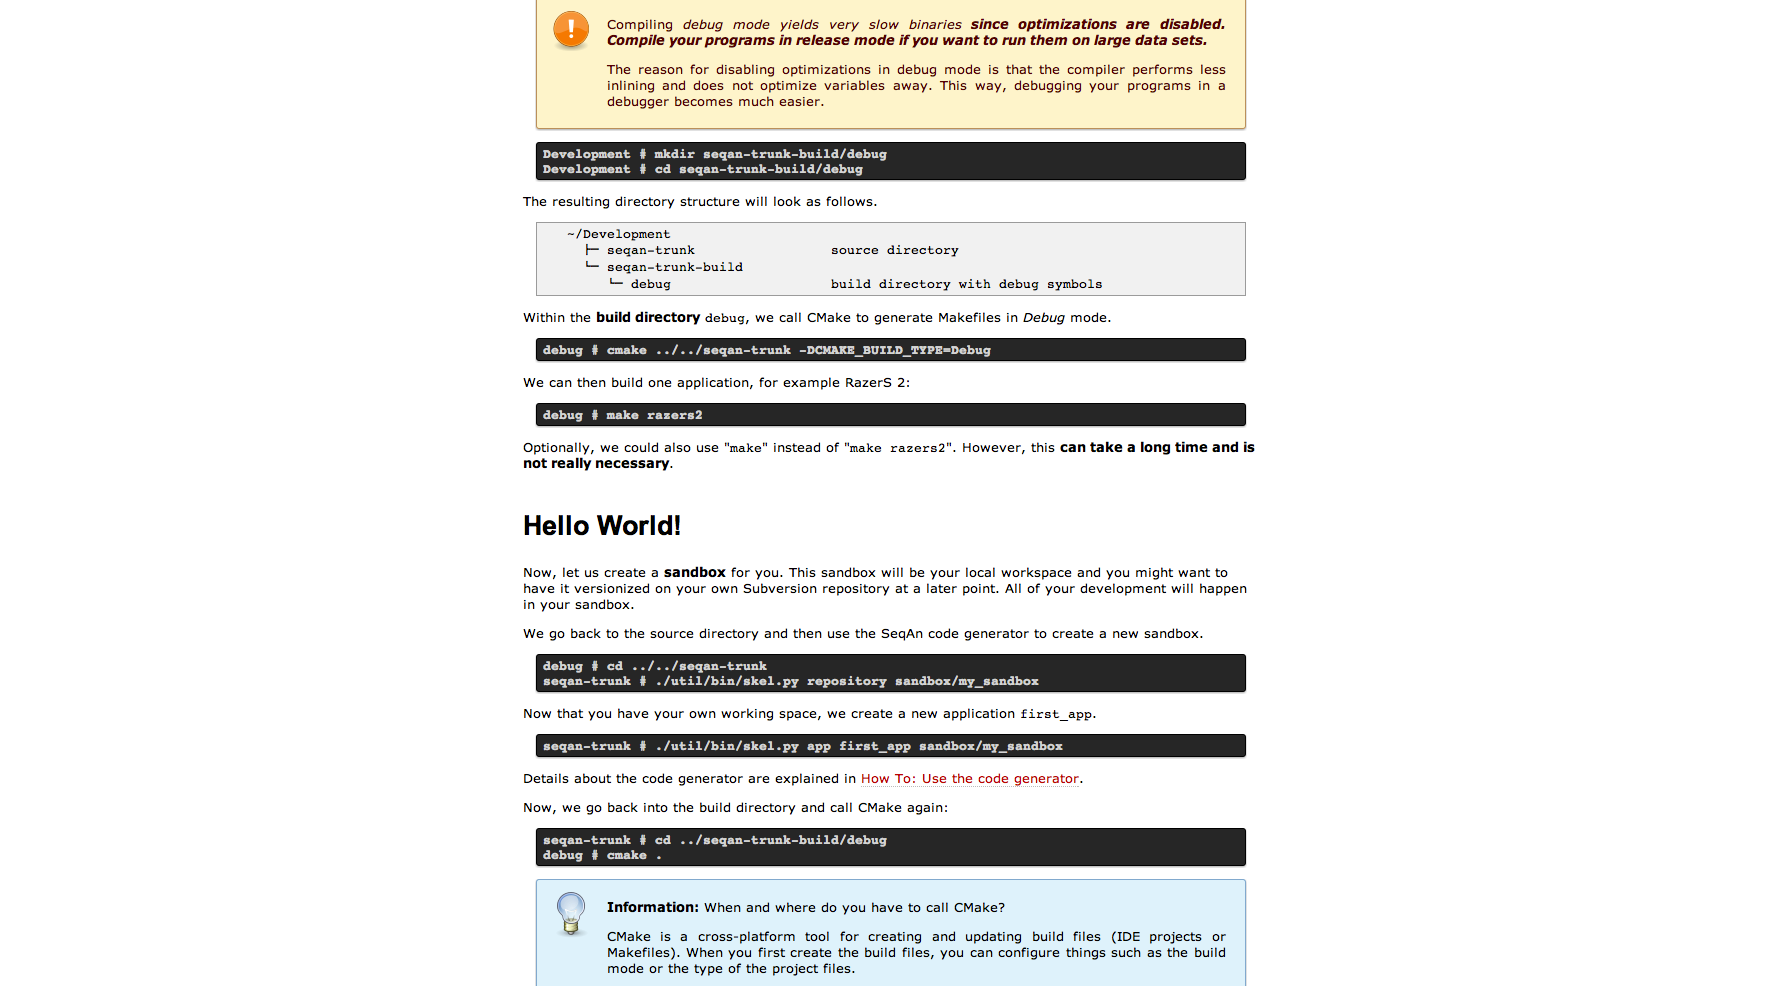 Compiling debug mode yields very slow binaries since optimizations are disabled.
Compile your programs in release mode if you want to run them on large data sets.
The reason for disabling optimizations in debug mode is that the compiler performs less
inlining and does not optimize variables away. This way, debugging your programs in a
debugger becomes much easier.
Development # mkdir seqan-trunk-build/debug
Development # cd seqan-trunk-build/debug
The resulting directory structure will look as follows.
~/Development
├─ seqan-trunk source directory
└─ seqan-trunk-build
└─ debug build directory with debug symbols
Within the build directory debug, we call CMake to generate Makefiles in Debug mode.
debug # cmake ../../seqan-trunk -DCMAKE_BUILD_TYPE=Debug
We can then build one application, for example RazerS 2:
debug # make razers2
Optionally, we could also use "make" instead of "make razers2". However, this can take a long time and is
not really necessary.
Hello World!
Now, let us create a sandbox for you. This sandbox will be your local workspace and you might want to
have it versionized on your own Subversion repository at a later point. All of your development will happen
in your sandbox.
We go back to the source directory and then use the SeqAn code generator to create a new sandbox.
debug # cd ../../seqan-trunk
seqan-trunk # ./util/bin/skel.py repository sandbox/my_sandbox
Now that you have your own working space, we create a new application first_app.
seqan-trunk # ./util/bin/skel.py app first_app sandbox/my_sandbox
Details about the code generator are explained in How To: Use the code generator.
Now, we go back into the build directory and call CMake again:
seqan-trunk # cd ../seqan-trunk-build/debug
debug # cmake .
Information: When and where do you have to call CMake?
CMake is a cross-platform tool for creating and updating build files (IDE projects or
Makefiles). When you first create the build files, you can configure things such as the build
mode or the type of the project files.